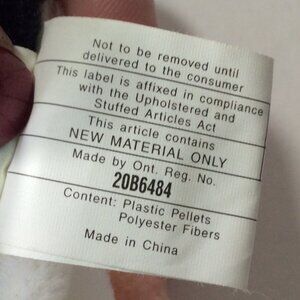 Not to be removed until
delivered to the consumer
This label is affixed in compliance
with the Upholstered and
Stuffed Articles Act
This article contains
NEW MATERIAL ONLY
Made by Ont. Reg. No.
20B6484
Content: Plastic Pellets
Polyester Fibers
Made in China